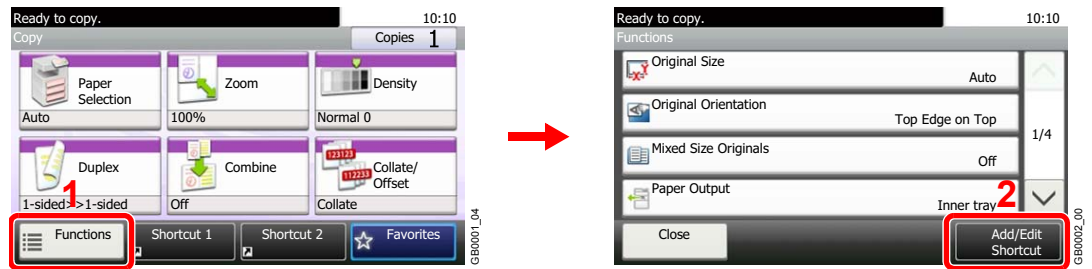 Ready to copy.
10:10
Copy
Copies 1
Paper
Selection
Auto
Zoom
100%
Density
Normal 0
Duplex
1-sided>>1-sided
Combine
Off
123123
112233
Collate/
Offset
Collate
1
Functions
Shortcut 1
Shortcut 2
Favorites
GB0001_04
Ready to copy.
10:10
Functions
Original Size
Auto
Original Orientation
Top Edge on Top
Mixed Size Originals
Off
Paper Output
Inner tray
1/4
2
Close
Add/Edit
Shortcut
GB0002_00